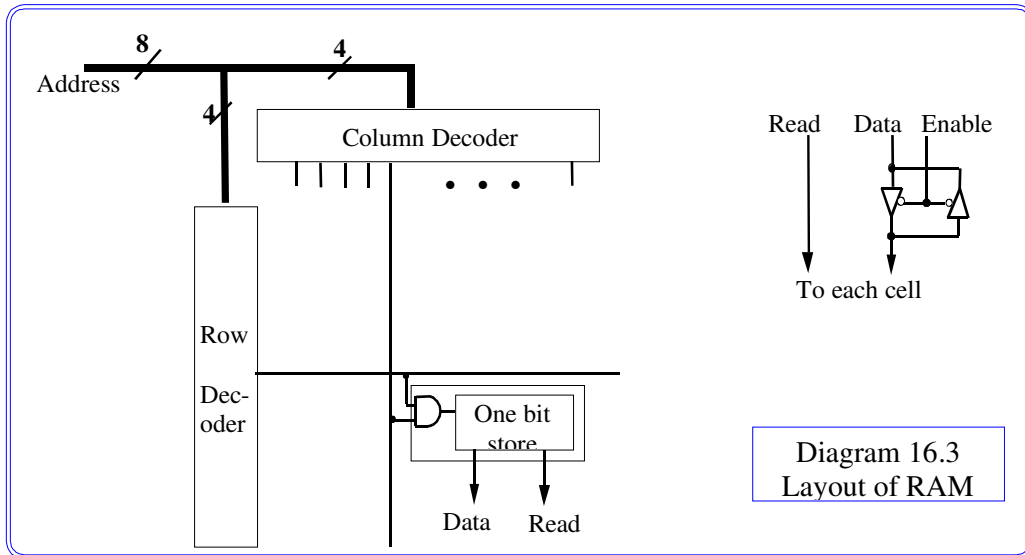 8
4
Address
4
Column Decoder
Read Data Enable
To each cell
Row
Dec-
oder
One bit
store
Data Read
Diagram 16.3
Layout of RAM